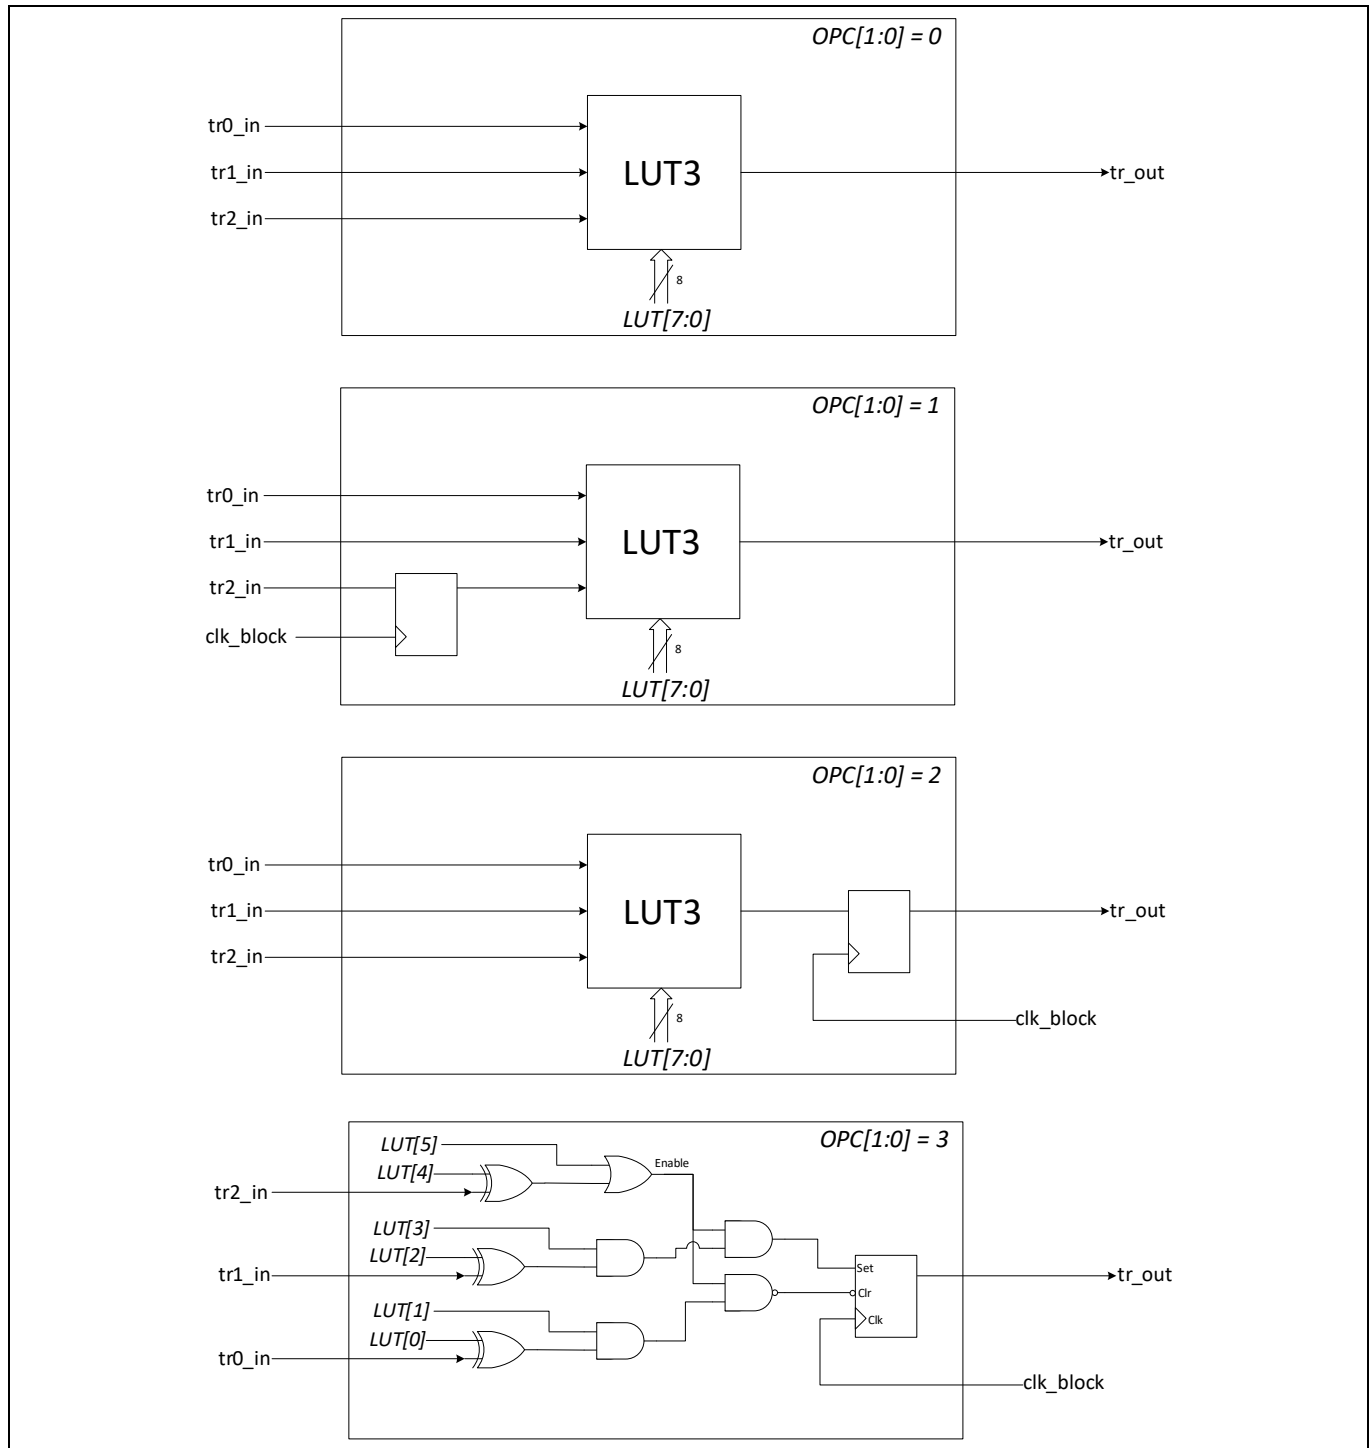 OPC[1:0] = 0
tr0_in
LUT3
tr1_in
tr_out
tr2_in
8
LUT[7:0]
OPC[1:0] = 1
tr0_in
LUT3
tr1_in
tr_out
tr2_in
clk_block
8
LUT[7:0]
OPC[1:0] = 2
tr0_in
LUT3
tr1_in
tr_out
tr2_in
8
clk_block
LUT[7:0]
OPC[1:0] = 3
LUT[5]
Enable
LUT[4]
tr2_in
LUT[3]
LUT[2]
Set
tr1_in
tr_out
Clr
LUT[1]
Clk
LUT[0]
tr0_in
clk_block